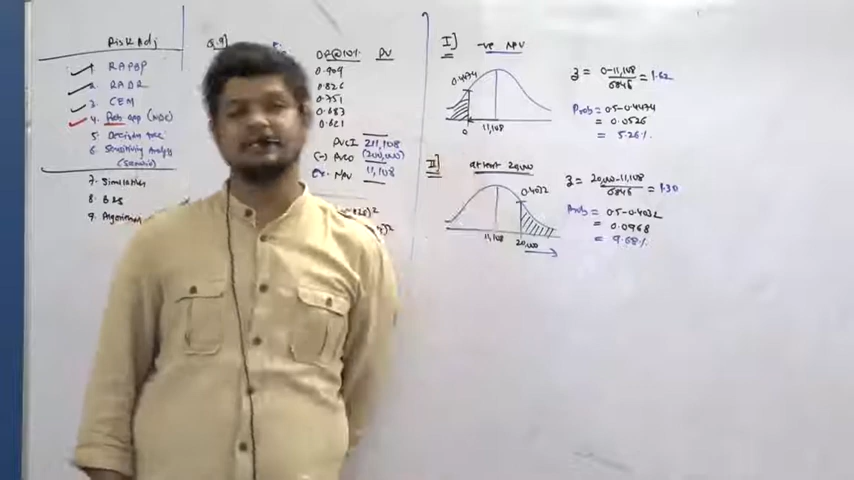 Risk Adj
1. RAPBP
2. RADR
3. CEM
4. Prob app (NDC)
5. Decision tree
6. Sensitivity Analysis
(Scenario)
7. Simulation
Q.9]
DF@10% PV
0.909
0.826
0.751
0.683
0.621
PVCI 211,108
(-) PVCO (200,000)
Ex. NPV 11,108
I] -ve NPV
0.4474
0 11,108
z = 0-11,108 / 6846 = 1.62
Prob = 0.5-0.4474
= 0.0526
= 5.26%
II] atleast 20,000
0.4032
11,108 20,000
z = 20,000-11,108 / 6846 = 1.30
Prob = 0.5-0.4032
= 0.0968
= 9.68%